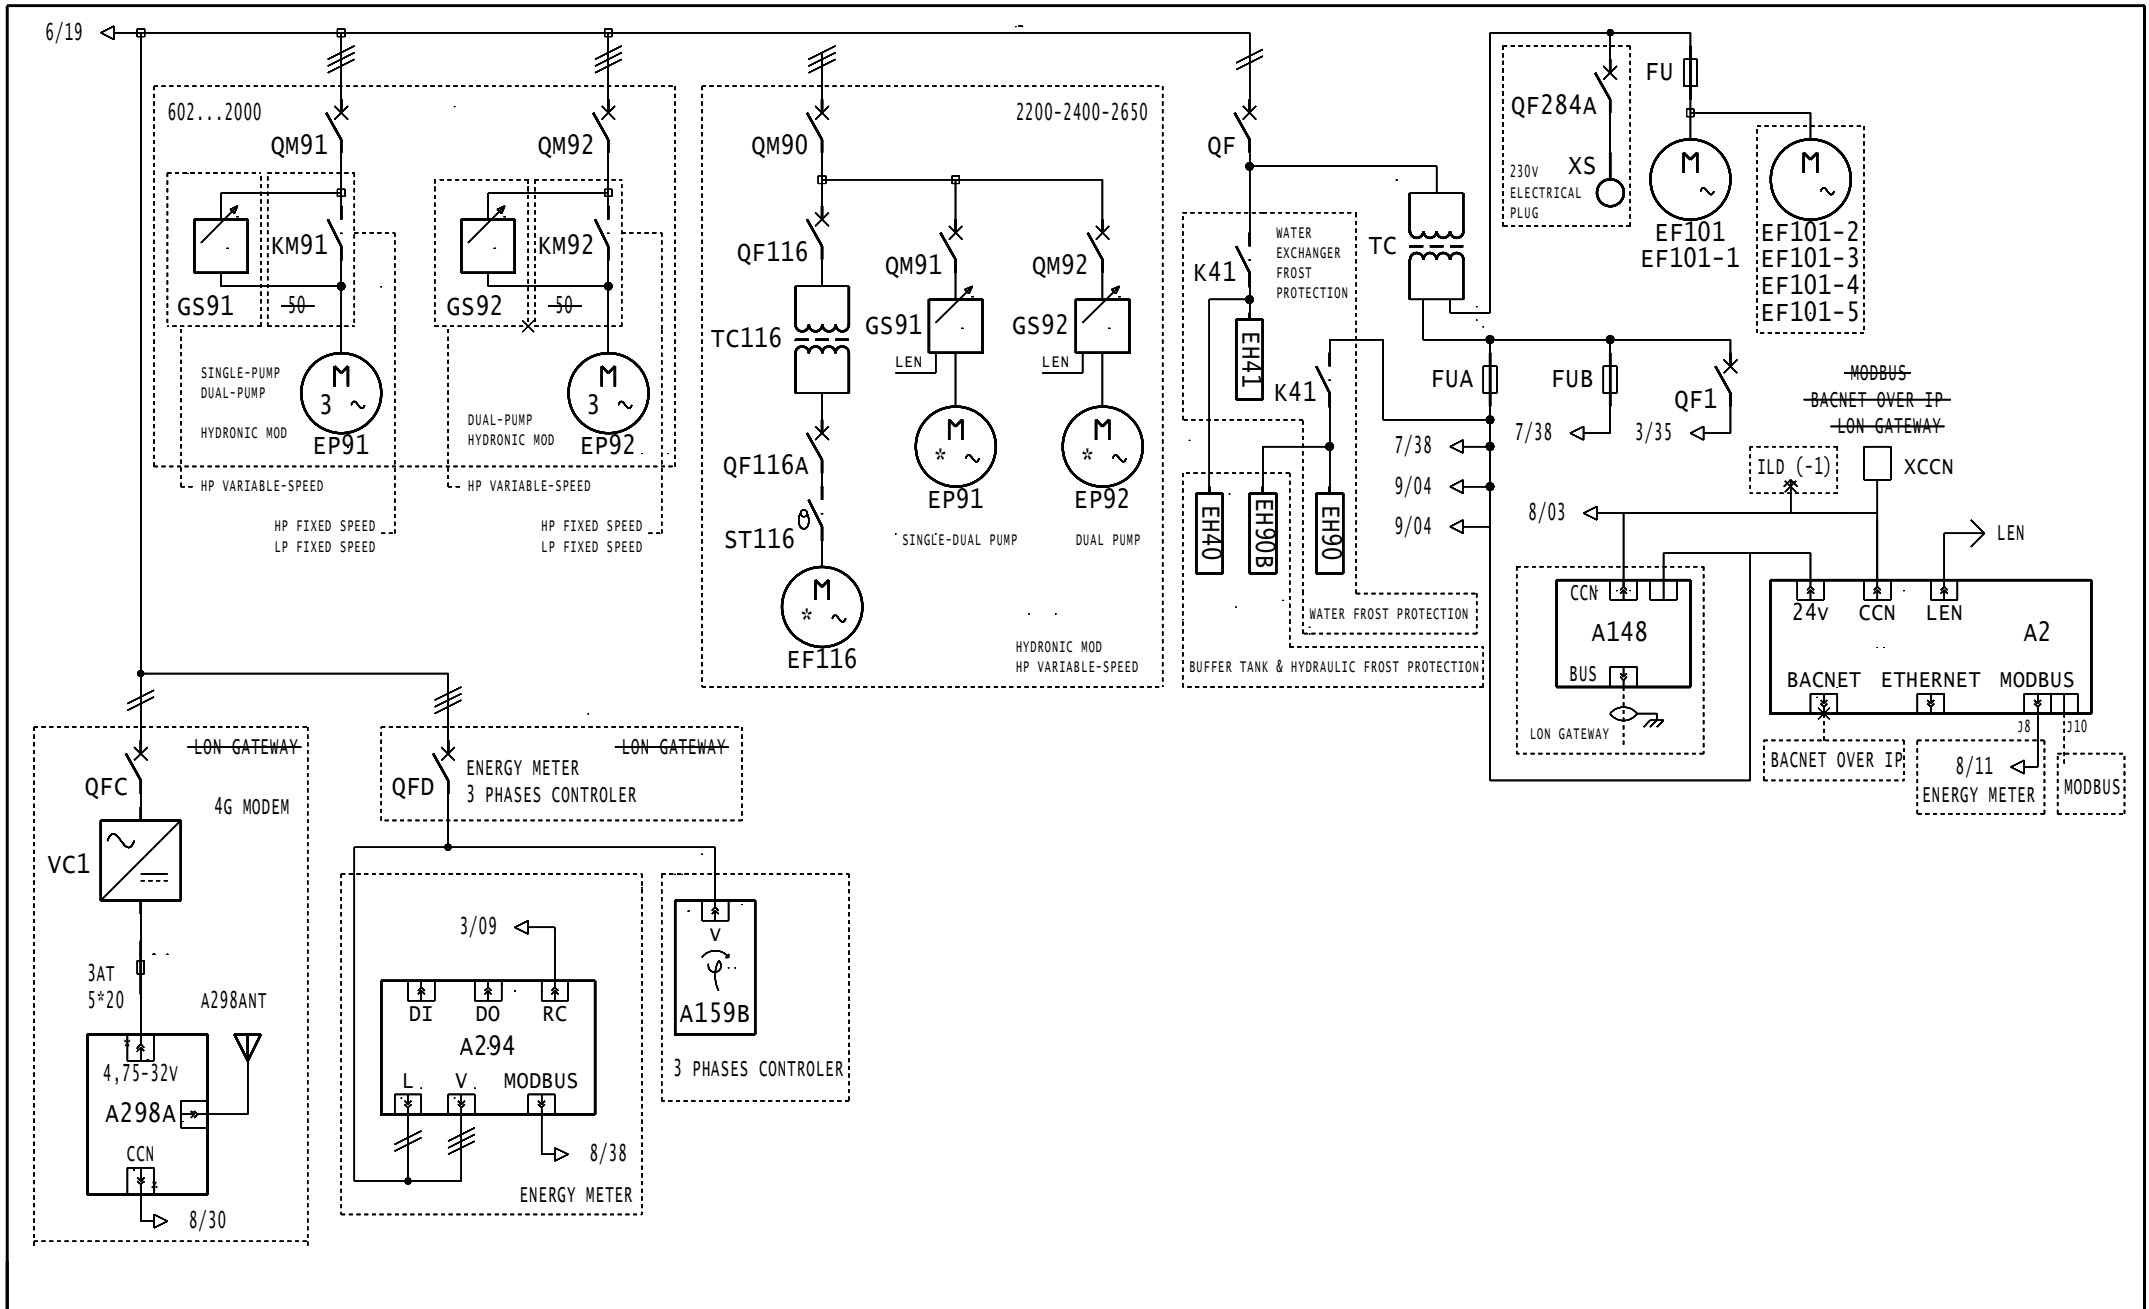 6/19
602...2000
QM91
GS91
KM91
50
SINGLE-PUMP
DUAL-PUMP
HYDRONIC MOD
M
3 ~
EP91
HP VARIABLE-SPEED
HP FIXED SPEED
LP FIXED SPEED
QM92
GS92
KM92
50
DUAL-PUMP
HYDRONIC MOD
M
3 ~
EP92
HP VARIABLE-SPEED
HP FIXED SPEED
LP FIXED SPEED
2200-2400-2650
QM90
QF116
TC116
QF116A
ST116
M
* ~
EF116
QM91
GS91
LEN
M
* ~
EP91
SINGLE-DUAL PUMP
QM92
GS92
LEN
M
* ~
EP92
DUAL PUMP
HYDRONIC MOD
HP VARIABLE-SPEED
QF
WATER
EXCHANGER
FROST
PROTECTION
K41
EH41
K41
EH40
EH90B
EH90
WATER FROST PROTECTION
BUFFER TANK & HYDRAULIC FROST PROTECTION
TC
QF284A
XS
230V
ELECTRICAL
PLUG
FU
M
~
EF101
EF101-1
M
~
EF101-2
EF101-3
EF101-4
EF101-5
FUA
FUB
QF1
7/38
7/38
3/35
9/04
9/04
MODBUS
BACNET OVER IP
LON GATEWAY
ILD (-1)
XCCN
8/03
LEN
CCN
A148
BUS
LON GATEWAY
24v
CCN
LEN
A2
BACNET
ETHERNET
MODBUS
J8
J10
BACNET OVER IP
8/11
ENERGY METER
MODBUS
LON GATEWAY
QFC
4G MODEM
VC1
3AT
5*20
A298ANT
4,75-32V
A298A
CCN
8/30
LON GATEWAY
QFD
ENERGY METER
3 PHASES CONTROLER
3/09
DI
DO
RC
A294
L
V
MODBUS
8/38
ENERGY METER
V
A159B
3 PHASES CONTROLER